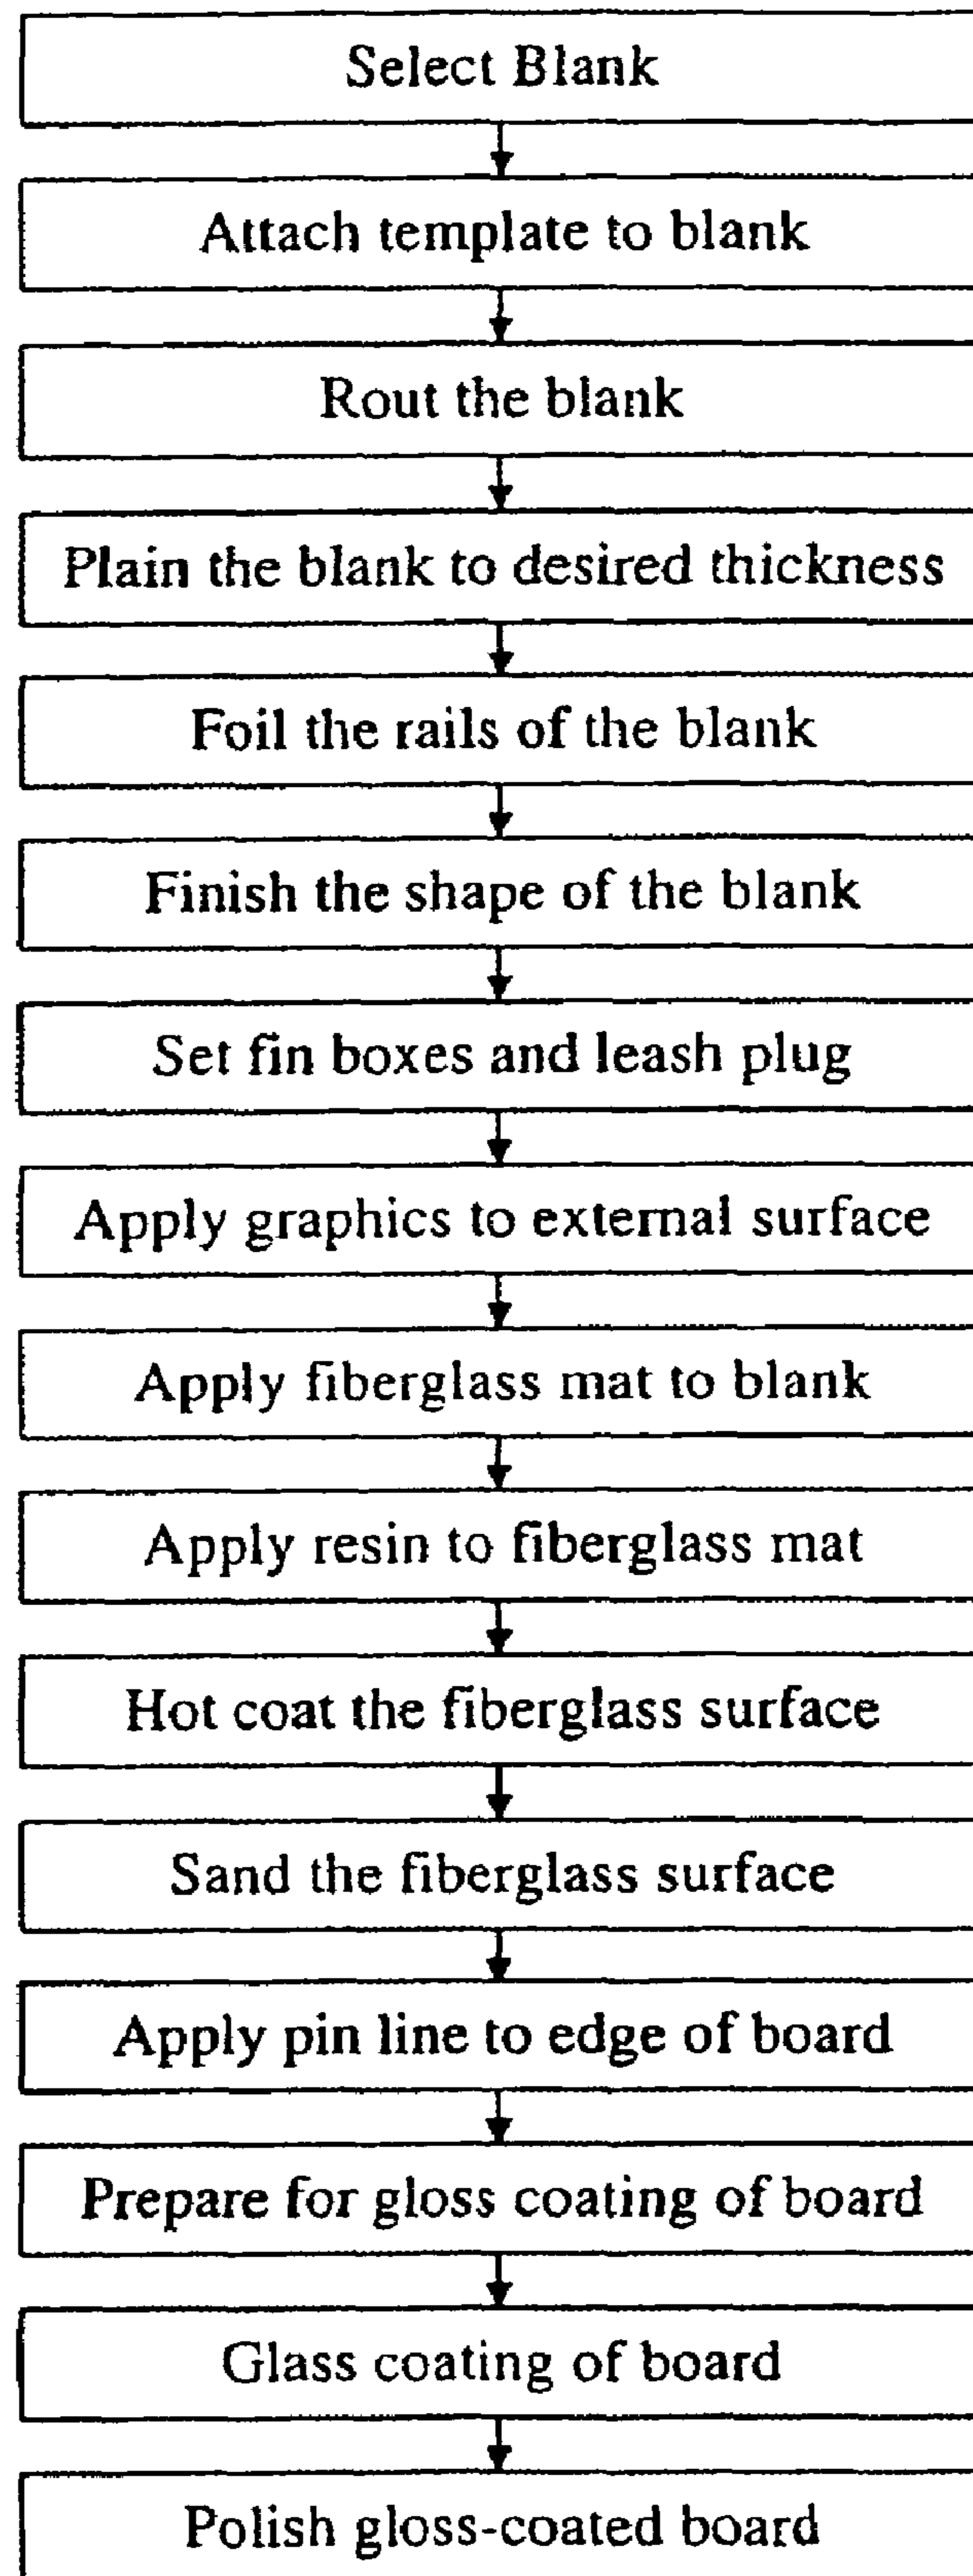 Select Blank
Attach template to blank
Rout the blank
Plain the blank to desired thickness
Foil the rails of the blank
Finish the shape of the blank
Set fin boxes and leash plug
Apply graphics to external surface
Apply fiberglass mat to blank
Apply resin to fiberglass mat
Hot coat the fiberglass surface
Sand the fiberglass surface
Apply pin line to edge of board
Prepare for gloss coating of board
Glass coating of board
Polish gloss-coated board